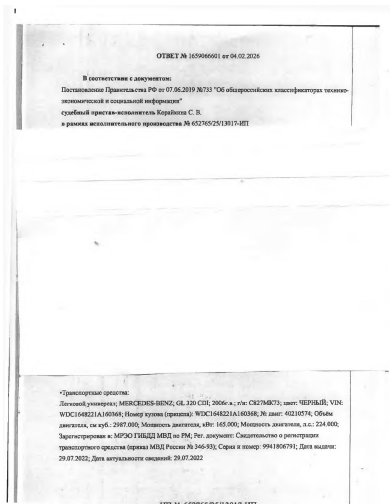 ОТВЕТ № 1659066601 от 04.02.2026
В соответствии с документом:
Постановление Правительства РФ от 07.06.2019 №733 "Об общероссийских классификаторах технико-
экономической и социальной информации"
судебный пристав-исполнитель Корайкина С. В.
в рамках исполнительного производства № 652765/25/13017-ИП
•Транспортные средства:
Легковой универсал; MERCEDES-BENZ; GL 320 CDI; 2006г.в.; г/н: С827МК73; цвет: ЧЕРНЫЙ; VIN:
WDC1648221A160368; Номер кузова (прицепа): WDC1648221A160368; № двиг: 40210574; Объём
двигателя, см куб.: 2987.000; Мощность двигателя, кВт: 165.000; Мощность двигателя, л.с.: 224.000;
Зарегистрирован в: МРЭО ГИБДД МВД по РМ; Рег. документ: Свидетельство о регистрации
транспортного средства (приказ МВД России № 346-93); Серия и номер: 9941806791; Дата выдачи:
29.07.2022; Дата актуальности сведений: 29.07.2022